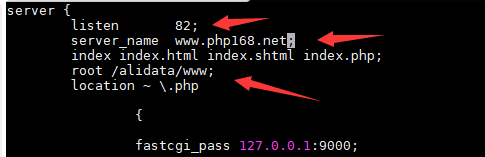 server {
listen 82;
server_name www.php168.net;
index index.html index.shtml index.php;
root /alidata/www;
location ~ \.php
{
fastcgi_pass 127.0.0.1:9000;